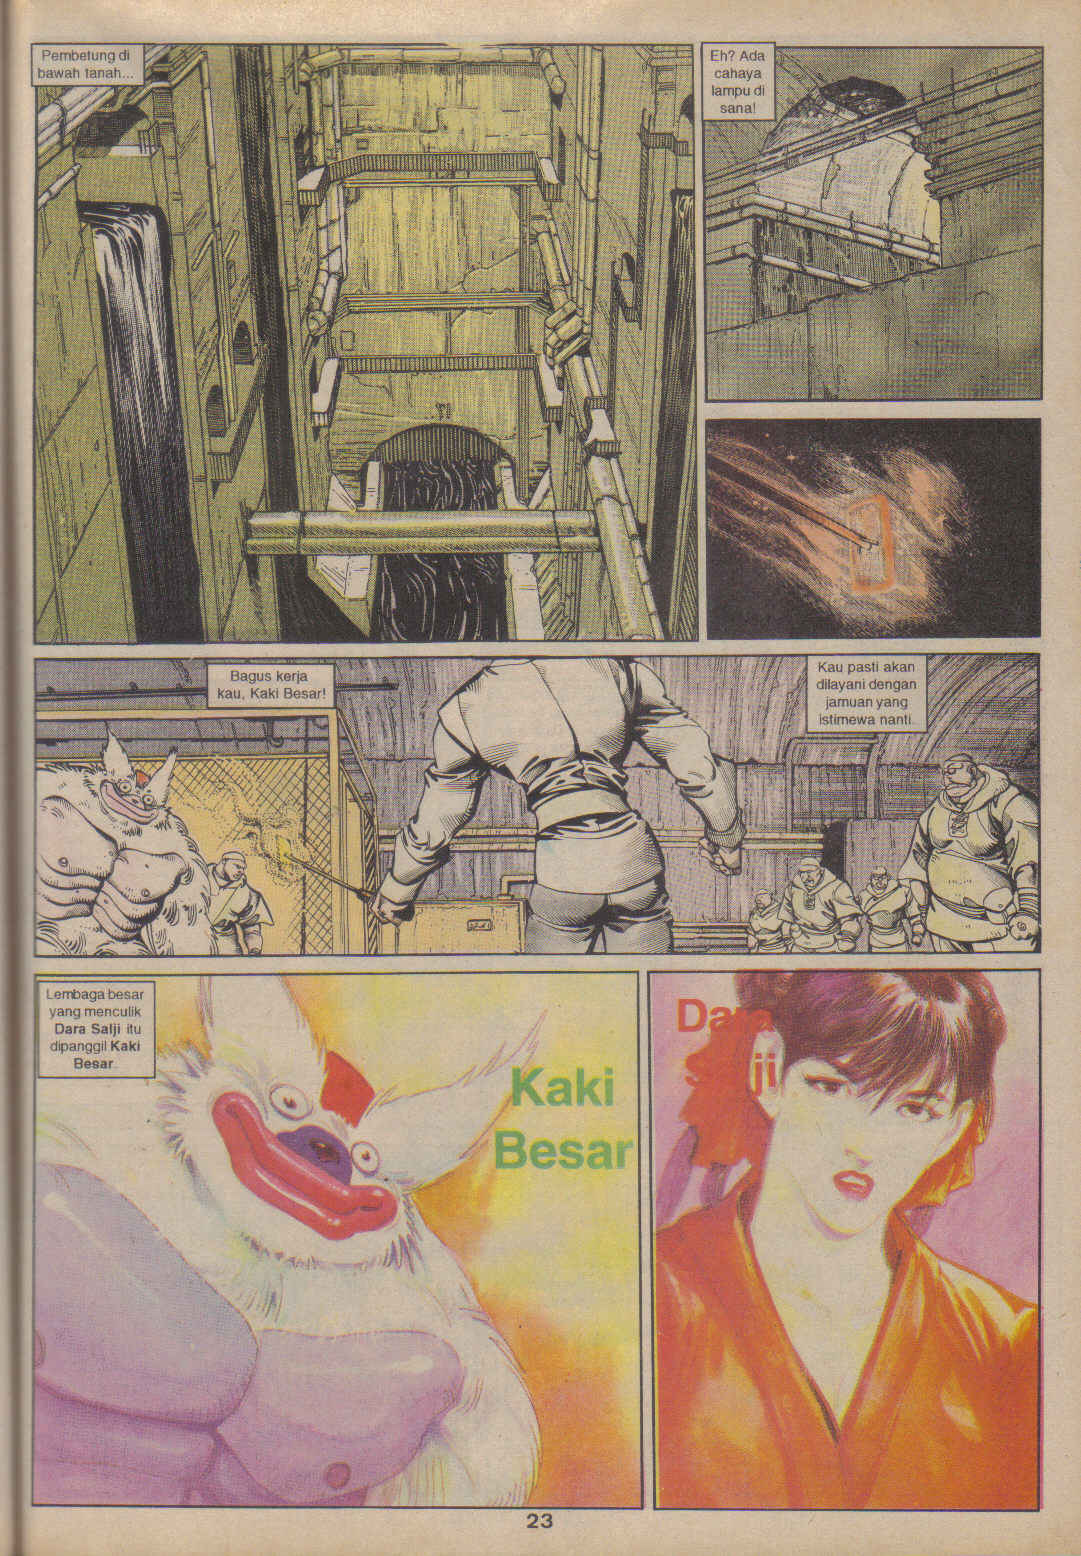 Pembetung di
bawah tanah...
Eh? Ada
cahaya
lampu di
sana!
Bagus kerja
kau, Kaki Besar!
Kau pasti akan
dilayani dengan
jamuan yang
istimewa nanti.
Lembaga besar
yang menculik
Dara Salji itu
dipanggil Kaki
Besar.
Kaki
Besar
Dara
Salji
23